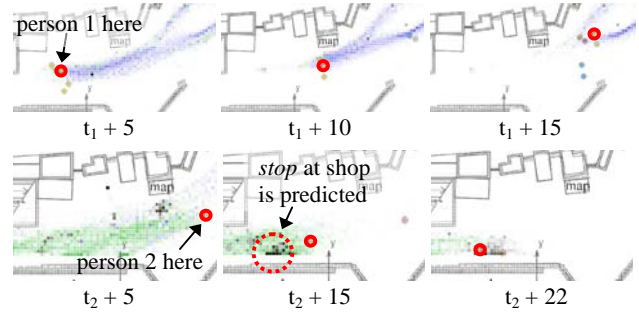 person 1 here
map
map
map
y
y
y
t₁ + 5
t₁ + 10
t₁ + 15
stop at shop
is predicted
map
map
map
person 2 here
y
y
y
t₂ + 5
t₂ + 15
t₂ + 22